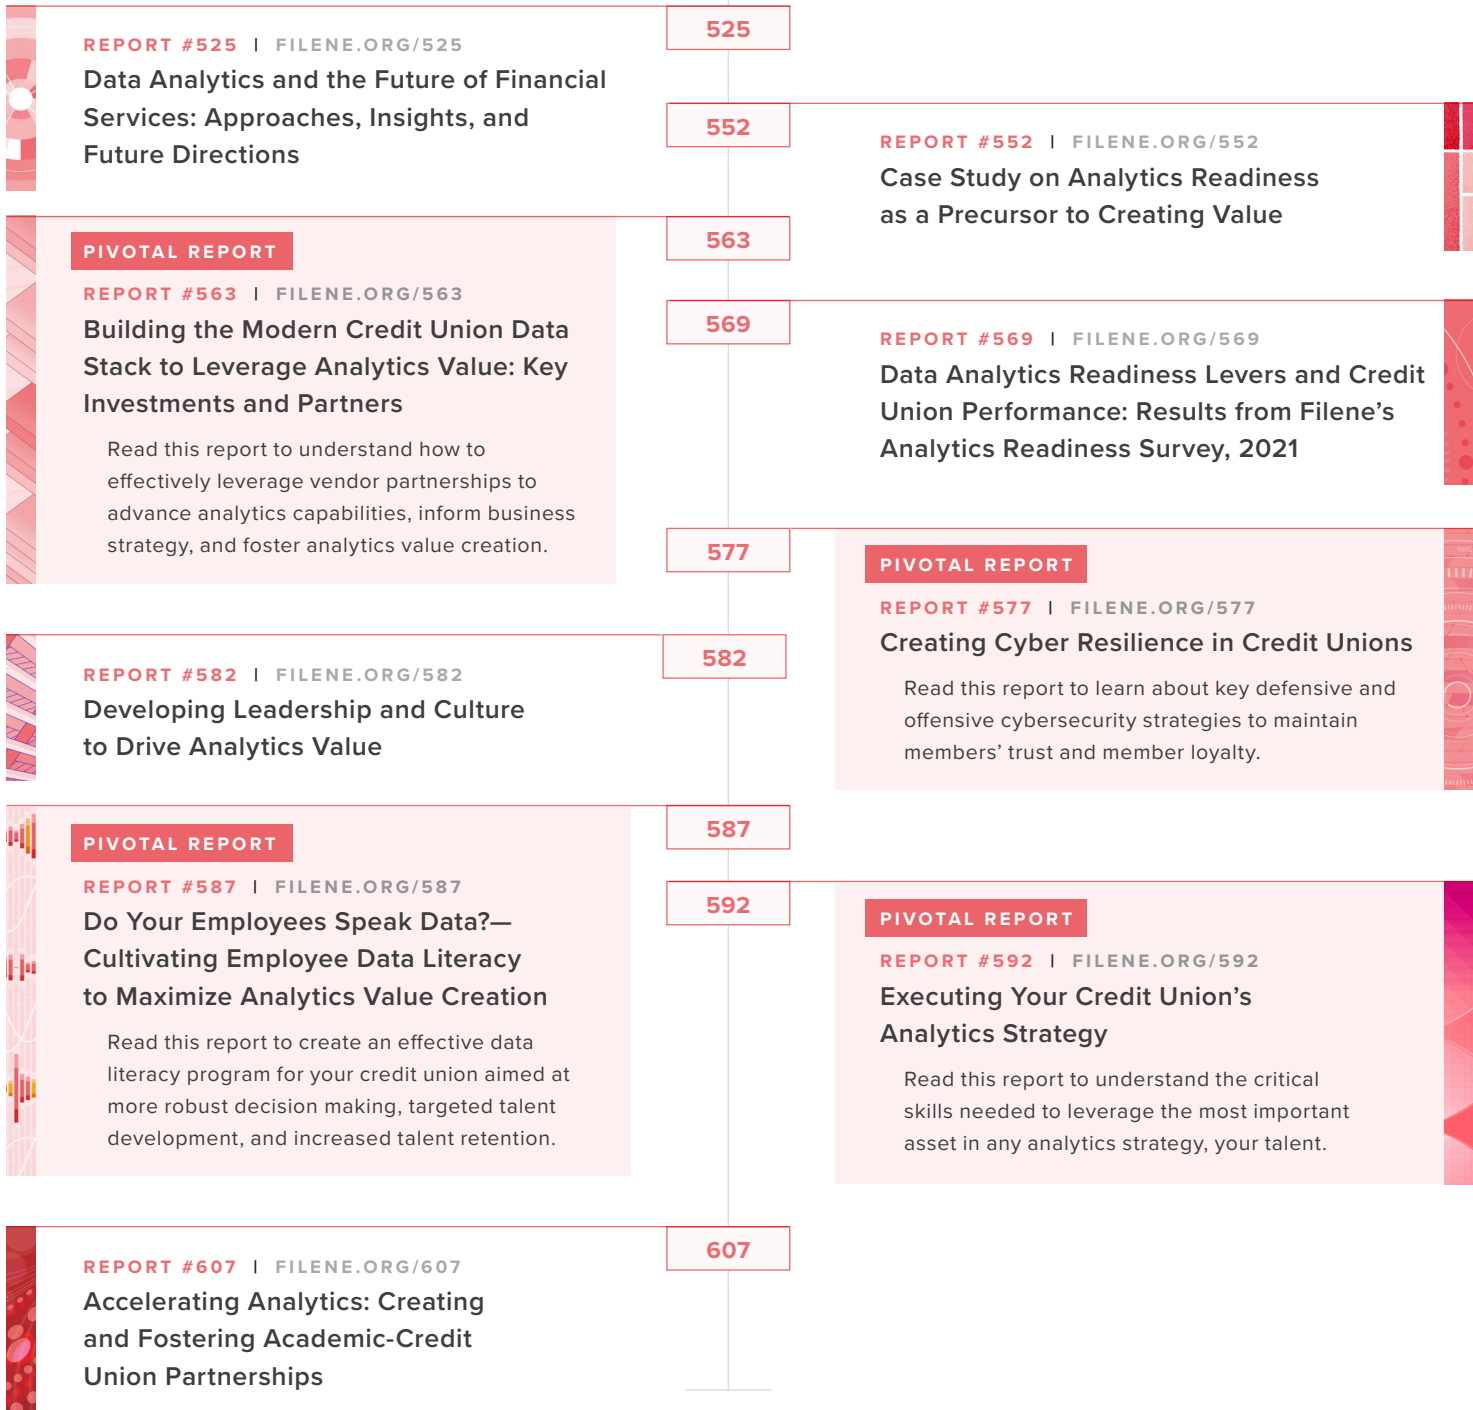 525
REPORT #525 | FILENE.ORG/525
Data Analytics and the Future of Financial
Services: Approaches, Insights, and
Future Directions
552
REPORT #552 | FILENE.ORG/552
Case Study on Analytics Readiness
as a Precursor to Creating Value
563
PIVOTAL REPORT
REPORT #563 | FILENE.ORG/563
Building the Modern Credit Union Data
Stack to Leverage Analytics Value: Key
Investments and Partners
Read this report to understand how to
effectively leverage vendor partnerships to
advance analytics capabilities, inform business
strategy, and foster analytics value creation.
569
REPORT #569 | FILENE.ORG/569
Data Analytics Readiness Levers and Credit
Union Performance: Results from Filene’s
Analytics Readiness Survey, 2021
577
PIVOTAL REPORT
REPORT #577 | FILENE.ORG/577
Creating Cyber Resilience in Credit Unions
Read this report to learn about key defensive and
offensive cybersecurity strategies to maintain
members’ trust and member loyalty.
582
REPORT #582 | FILENE.ORG/582
Developing Leadership and Culture
to Drive Analytics Value
587
PIVOTAL REPORT
REPORT #587 | FILENE.ORG/587
Do Your Employees Speak Data?—
Cultivating Employee Data Literacy
to Maximize Analytics Value Creation
Read this report to create an effective data
literacy program for your credit union aimed at
more robust decision making, targeted talent
development, and increased talent retention.
592
PIVOTAL REPORT
REPORT #592 | FILENE.ORG/592
Executing Your Credit Union’s
Analytics Strategy
Read this report to understand the critical
skills needed to leverage the most important
asset in any analytics strategy, your talent.
607
REPORT #607 | FILENE.ORG/607
Accelerating Analytics: Creating
and Fostering Academic-Credit
Union Partnerships